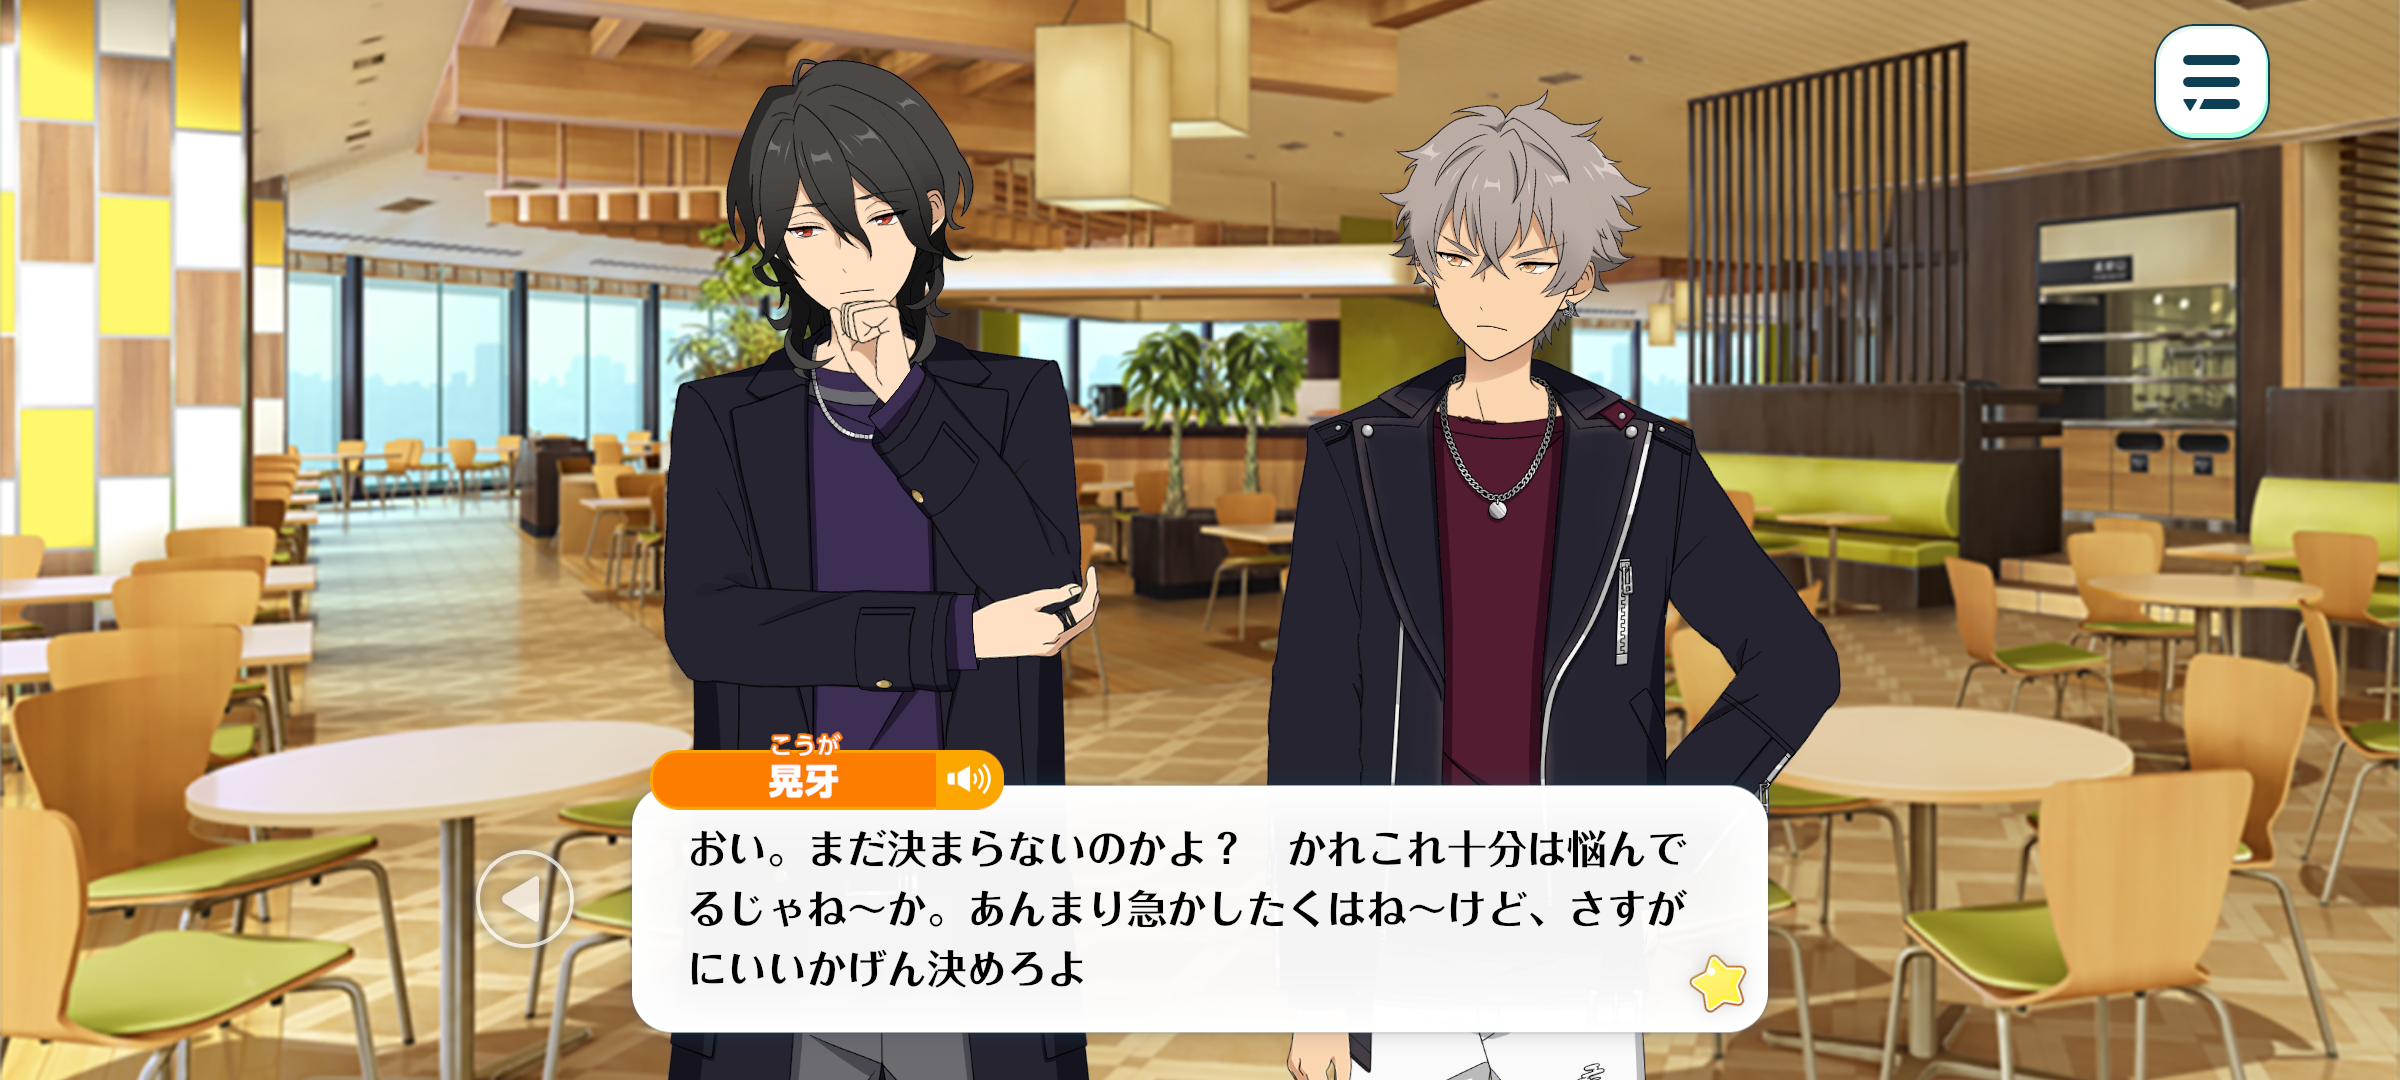 こうが
晃牙
おい。まだ決まらないのかよ？　かれこれ十分は悩んで
るじゃね～か。あんまり急かしたくはね～けど、さすが
にいいかげん決めろよ